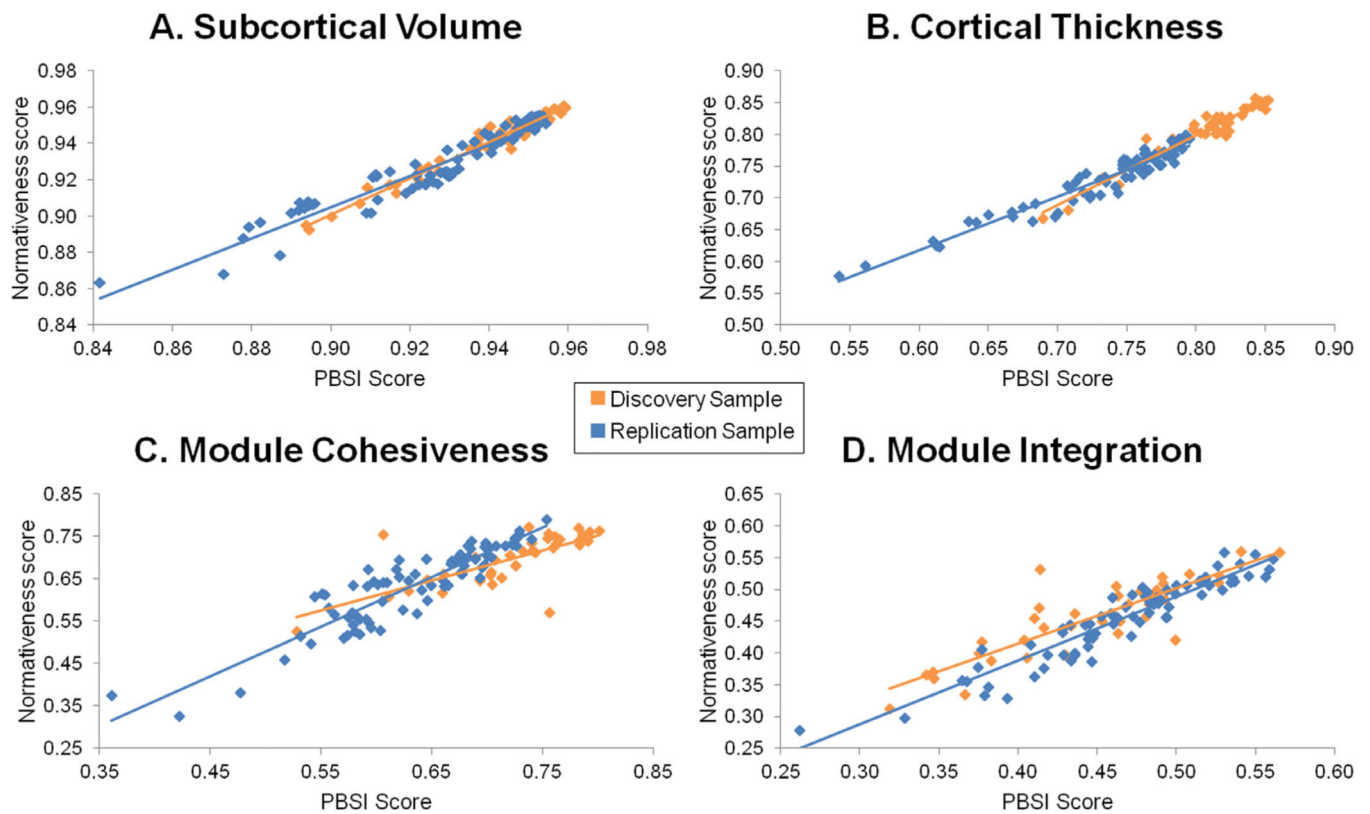 A. Subcortical Volume
Normativeness score
0.98
0.96
0.94
0.92
0.90
0.88
0.86
0.84
0.84 0.86 0.88 0.90 0.92 0.94 0.96 0.98
PBSI Score
B. Cortical Thickness
Normativeness score
0.90
0.85
0.80
0.75
0.70
0.65
0.60
0.55
0.50
0.50 0.55 0.60 0.65 0.70 0.75 0.80 0.85 0.90
PBSI Score
Discovery Sample
Replication Sample
C. Module Cohesiveness
Normativeness score
0.85
0.75
0.65
0.55
0.45
0.35
0.25
0.35 0.45 0.55 0.65 0.75 0.85
PBSI Score
D. Module Integration
Normativeness score
0.65
0.60
0.55
0.50
0.45
0.40
0.35
0.30
0.25
0.25 0.30 0.35 0.40 0.45 0.50 0.55 0.60
PBSI Score